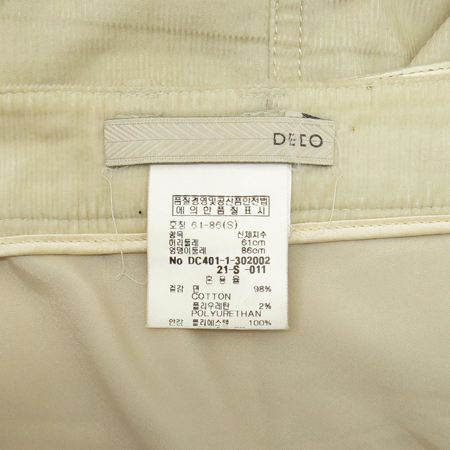 DECO
품질경영및공산품안전법
에 의 한 품 질 표 시
호칭 61-86(S)
항목 신체치수
허리둘레 61cm
엉덩이둘레 86cm
No DC401-1-302002
21-S -011
혼 용 율
겉감 면 98%
COTTON
폴리우레탄 2%
POLYURETHAN
안감 폴리에스텔 100%